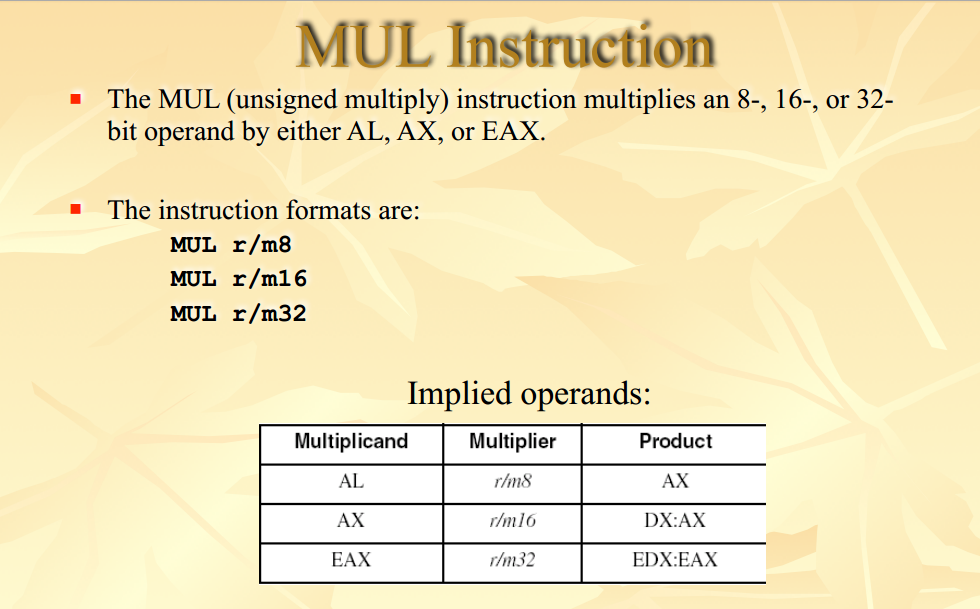 MUL Instruction
The MUL (unsigned multiply) instruction multiplies an 8-, 16-, or 32-
bit operand by either AL, AX, or EAX.
The instruction formats are:
MUL r/m8
MUL r/m16
MUL r/m32
Implied operands:
Multiplicand Multiplier Product
AL r/m8 AX
AX r/m16 DX:AX
EAX r/m32 EDX:EAX